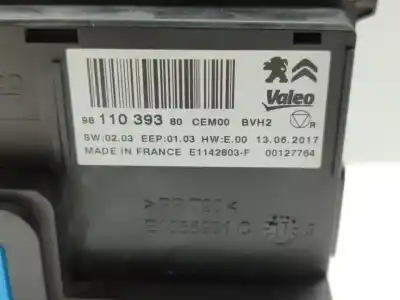 Valeo
98 110 393 80 CEM00 BVH2
R
SW:02.03 EEP:01.03 HW:E.00 13.06.2017
MADE IN FRANCE E1142803-F 00127764